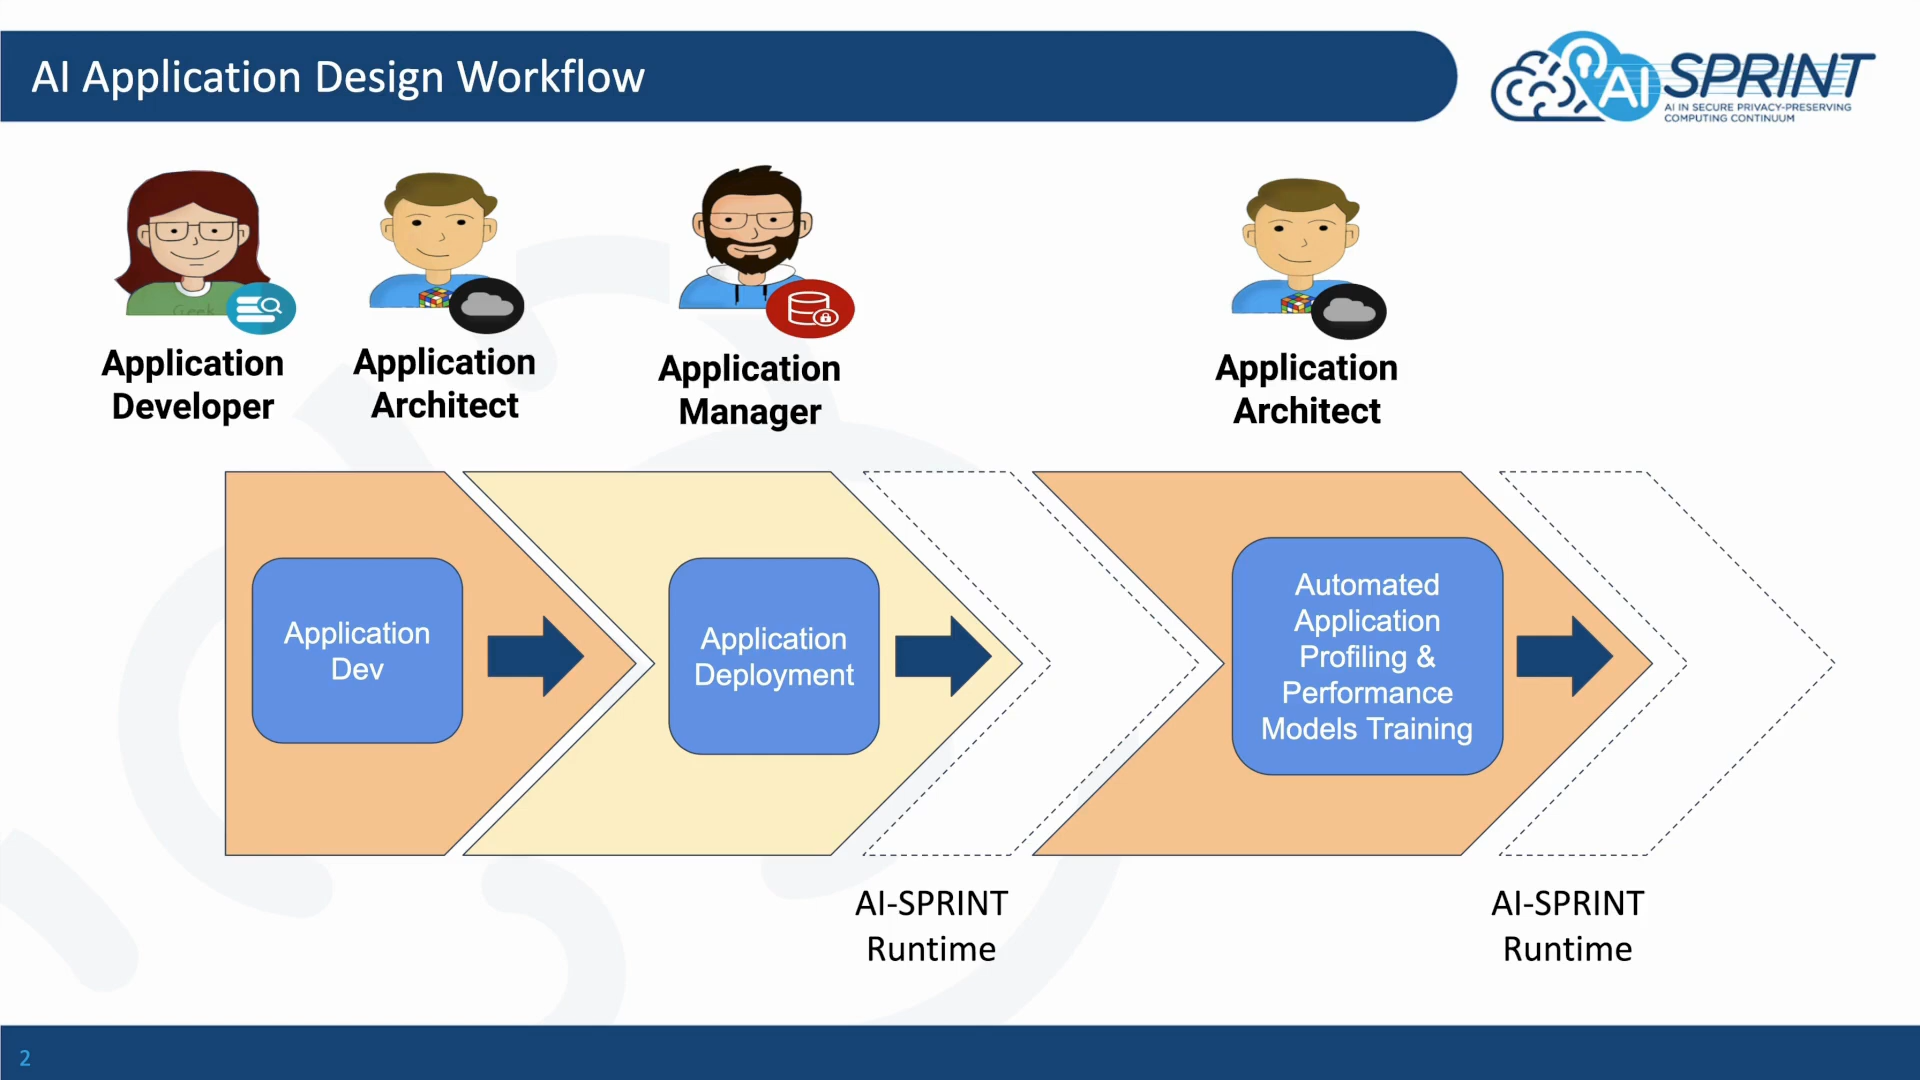 AI Application Design Workflow
AI SPRINT
AI IN SECURE PRIVACY-PRESERVING
COMPUTING CONTINUUM
Geek
Application
Developer
Application
Architect
Application
Manager
Application
Architect
Application
Dev
Application
Deployment
Automated
Application
Profiling &
Performance
Models Training
AI-SPRINT
Runtime
AI-SPRINT
Runtime
2